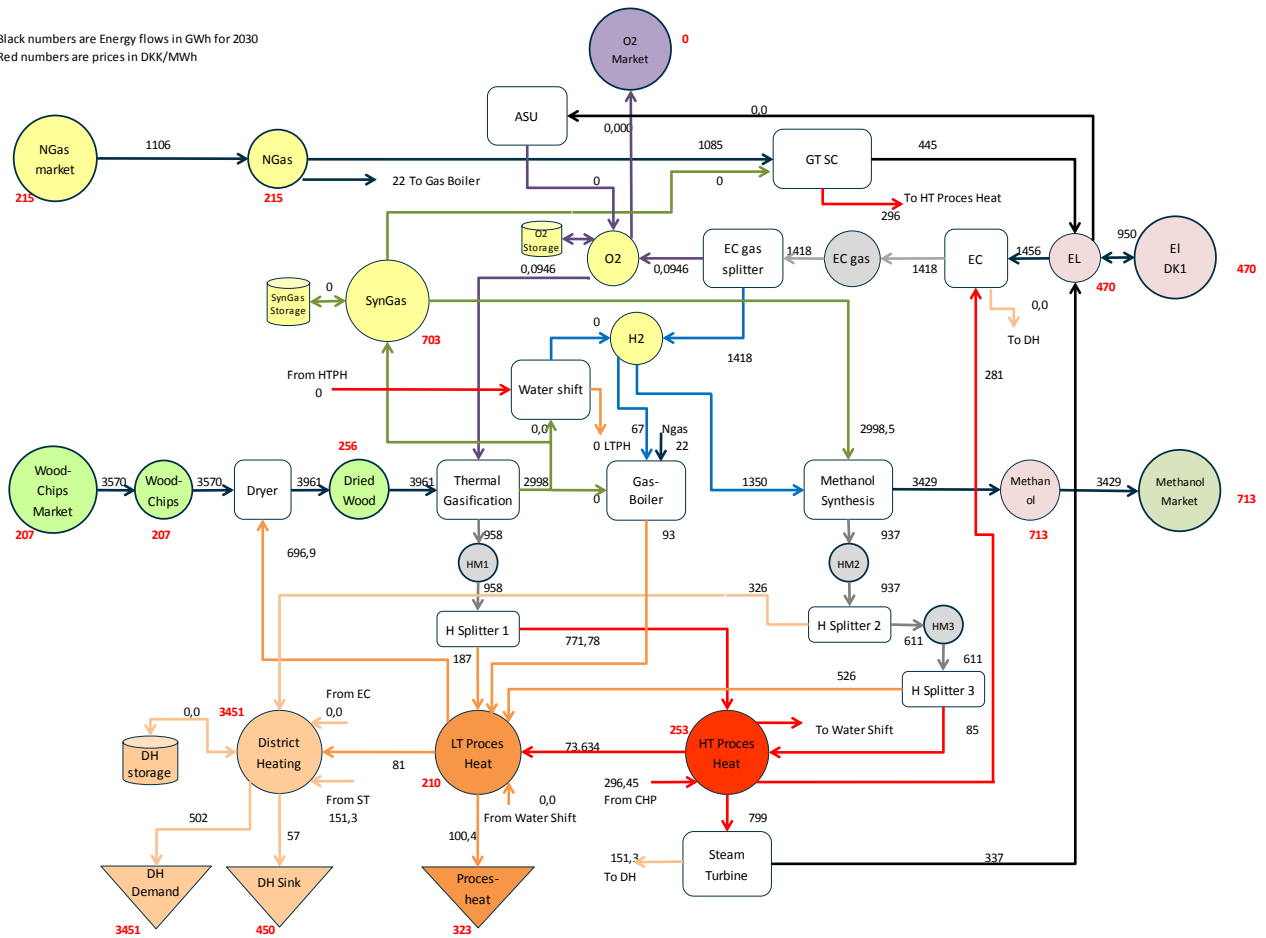 Black numbers are Energy flows in GWh for 2030
Red numbers are prices in DKK/MWh
O2
Market
0
ASU
0,0
0,000
NGas
market
215
1106
NGas
215
1085
GT SC
445
22 To Gas Boiler
0
0
To HT Proces Heat
296
O2
Storage
O2
0,0946
0,0946
EC gas
splitter
1418
EC gas
1418
EC
1456
EL
470
950
El
DK1
470
SynGas
Storage
0
SynGas
703
0,0
To DH
0
H2
1418
From HTPH
0
Water shift
281
0,0
0 LTPH
67
Ngas
22
2998,5
256
Wood-
Chips
Market
207
3570
Wood-
Chips
207
3570
Dryer
3961
Dried
Wood
3961
Thermal
Gasification
2998
0
Gas-
Boiler
1350
Methanol
Synthesis
3429
Methan
ol
713
3429
Methanol
Market
713
696,9
958
HM1
958
93
937
HM2
937
326
H Splitter 1
771,78
187
H Splitter 2
HM3
611
611
526
H Splitter 3
85
From EC
0,0
3451
0,0
DH
storage
District
Heating
81
LT Proces
Heat
210
73,634
253
HT Proces
Heat
To Water Shift
From ST
151,3
0,0
From Water Shift
296,45
From CHP
799
502
57
100,4
151,3
To DH
Steam
Turbine
337
DH
Demand
3451
DH Sink
450
Proces-
heat
323